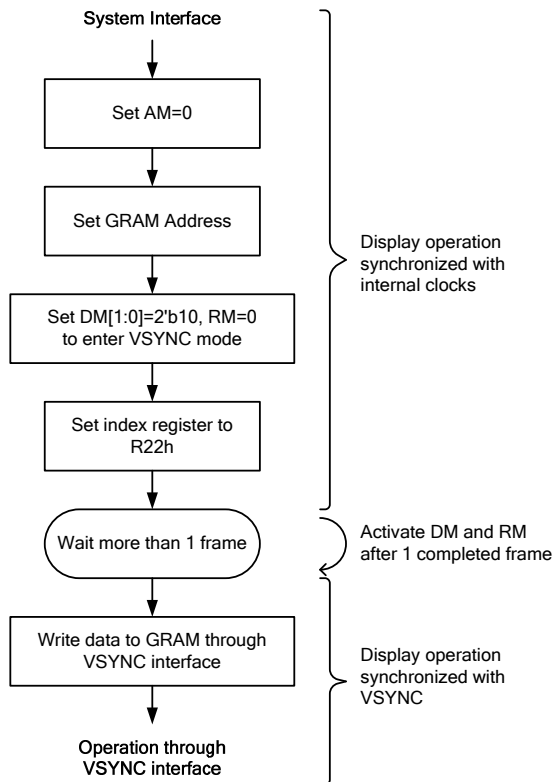 System Interface
Set AM=0
Set GRAM Address
Display operation
synchronized with
internal clocks
Set DM[1:0]=2'b10, RM=0
to enter VSYNC mode
Set index register to
R22h
Wait more than 1 frame
Activate DM and RM
after 1 completed frame
Write data to GRAM through
VSYNC interface
Display operation
synchronized with
VSYNC
Operation through
VSYNC interface